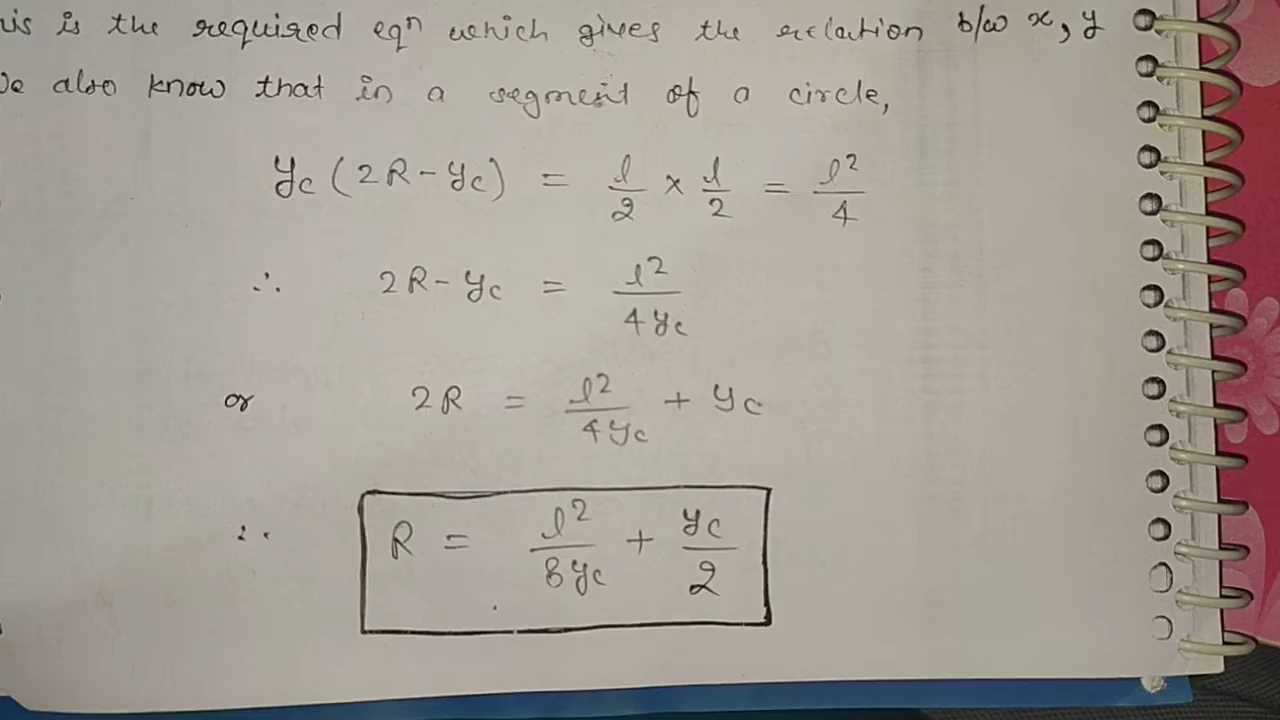 is is the required eqⁿ which gives the relation b/w x, y
e also know that in a segment of a circle,
yc (2R - yc) = l/2 × l/2 = l²/4
∴ 2R - yc = l²/4yc
or 2R = l²/4yc + yc
∴ R = l²/8yc + yc/2